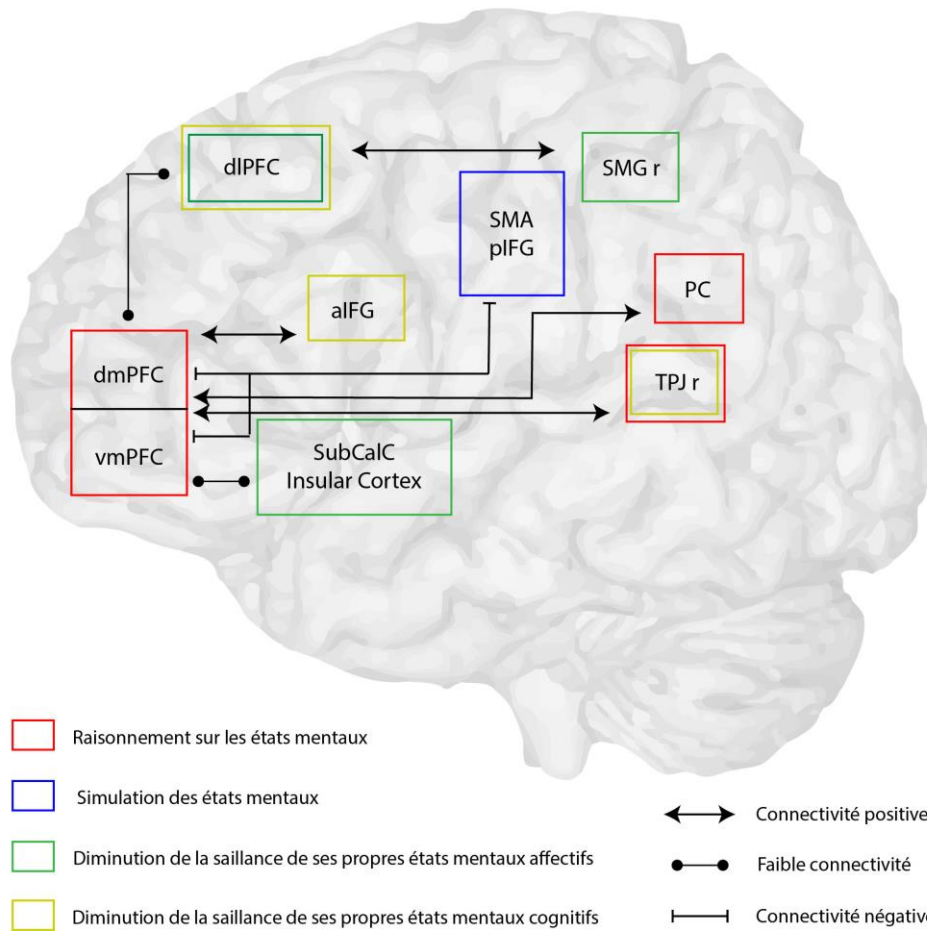 dlPFC
SMG r
SMA
pIFG
PC
aIFG
dmPFC
TPJ r
vmPFC
SubCalC
Insular Cortex
Raisonnement sur les états mentaux
Simulation des états mentaux
Connectivité positive
Diminution de la saillance de ses propres états mentaux affectifs
Faible connectivité
Diminution de la saillance de ses propres états mentaux cognitifs
Connectivité négative